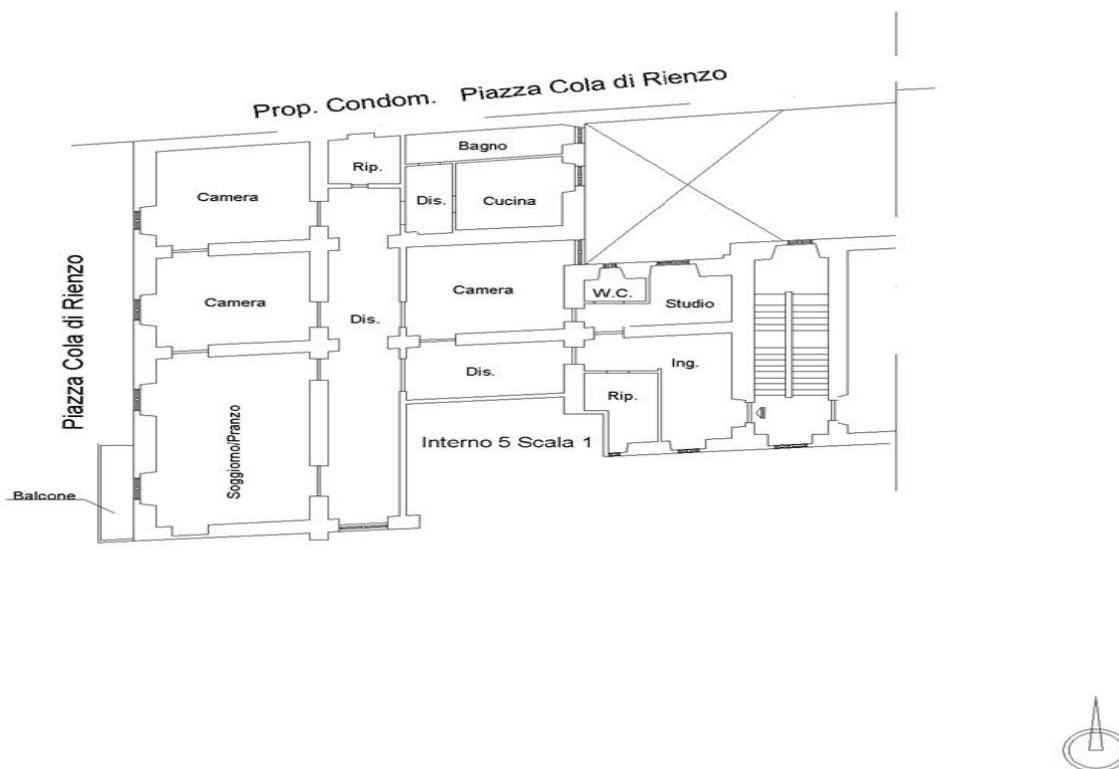 Prop. Condom. Piazza Cola di Rienzo
Bagno
Rip.
Camera
Dis.
Cucina
Piazza Cola di Rienzo
Camera
Camera
W.C.
Studio
Dis.
Ing.
Dis.
Rip.
Soggiorno/Pranzo
Interno 5 Scala 1
Balcone